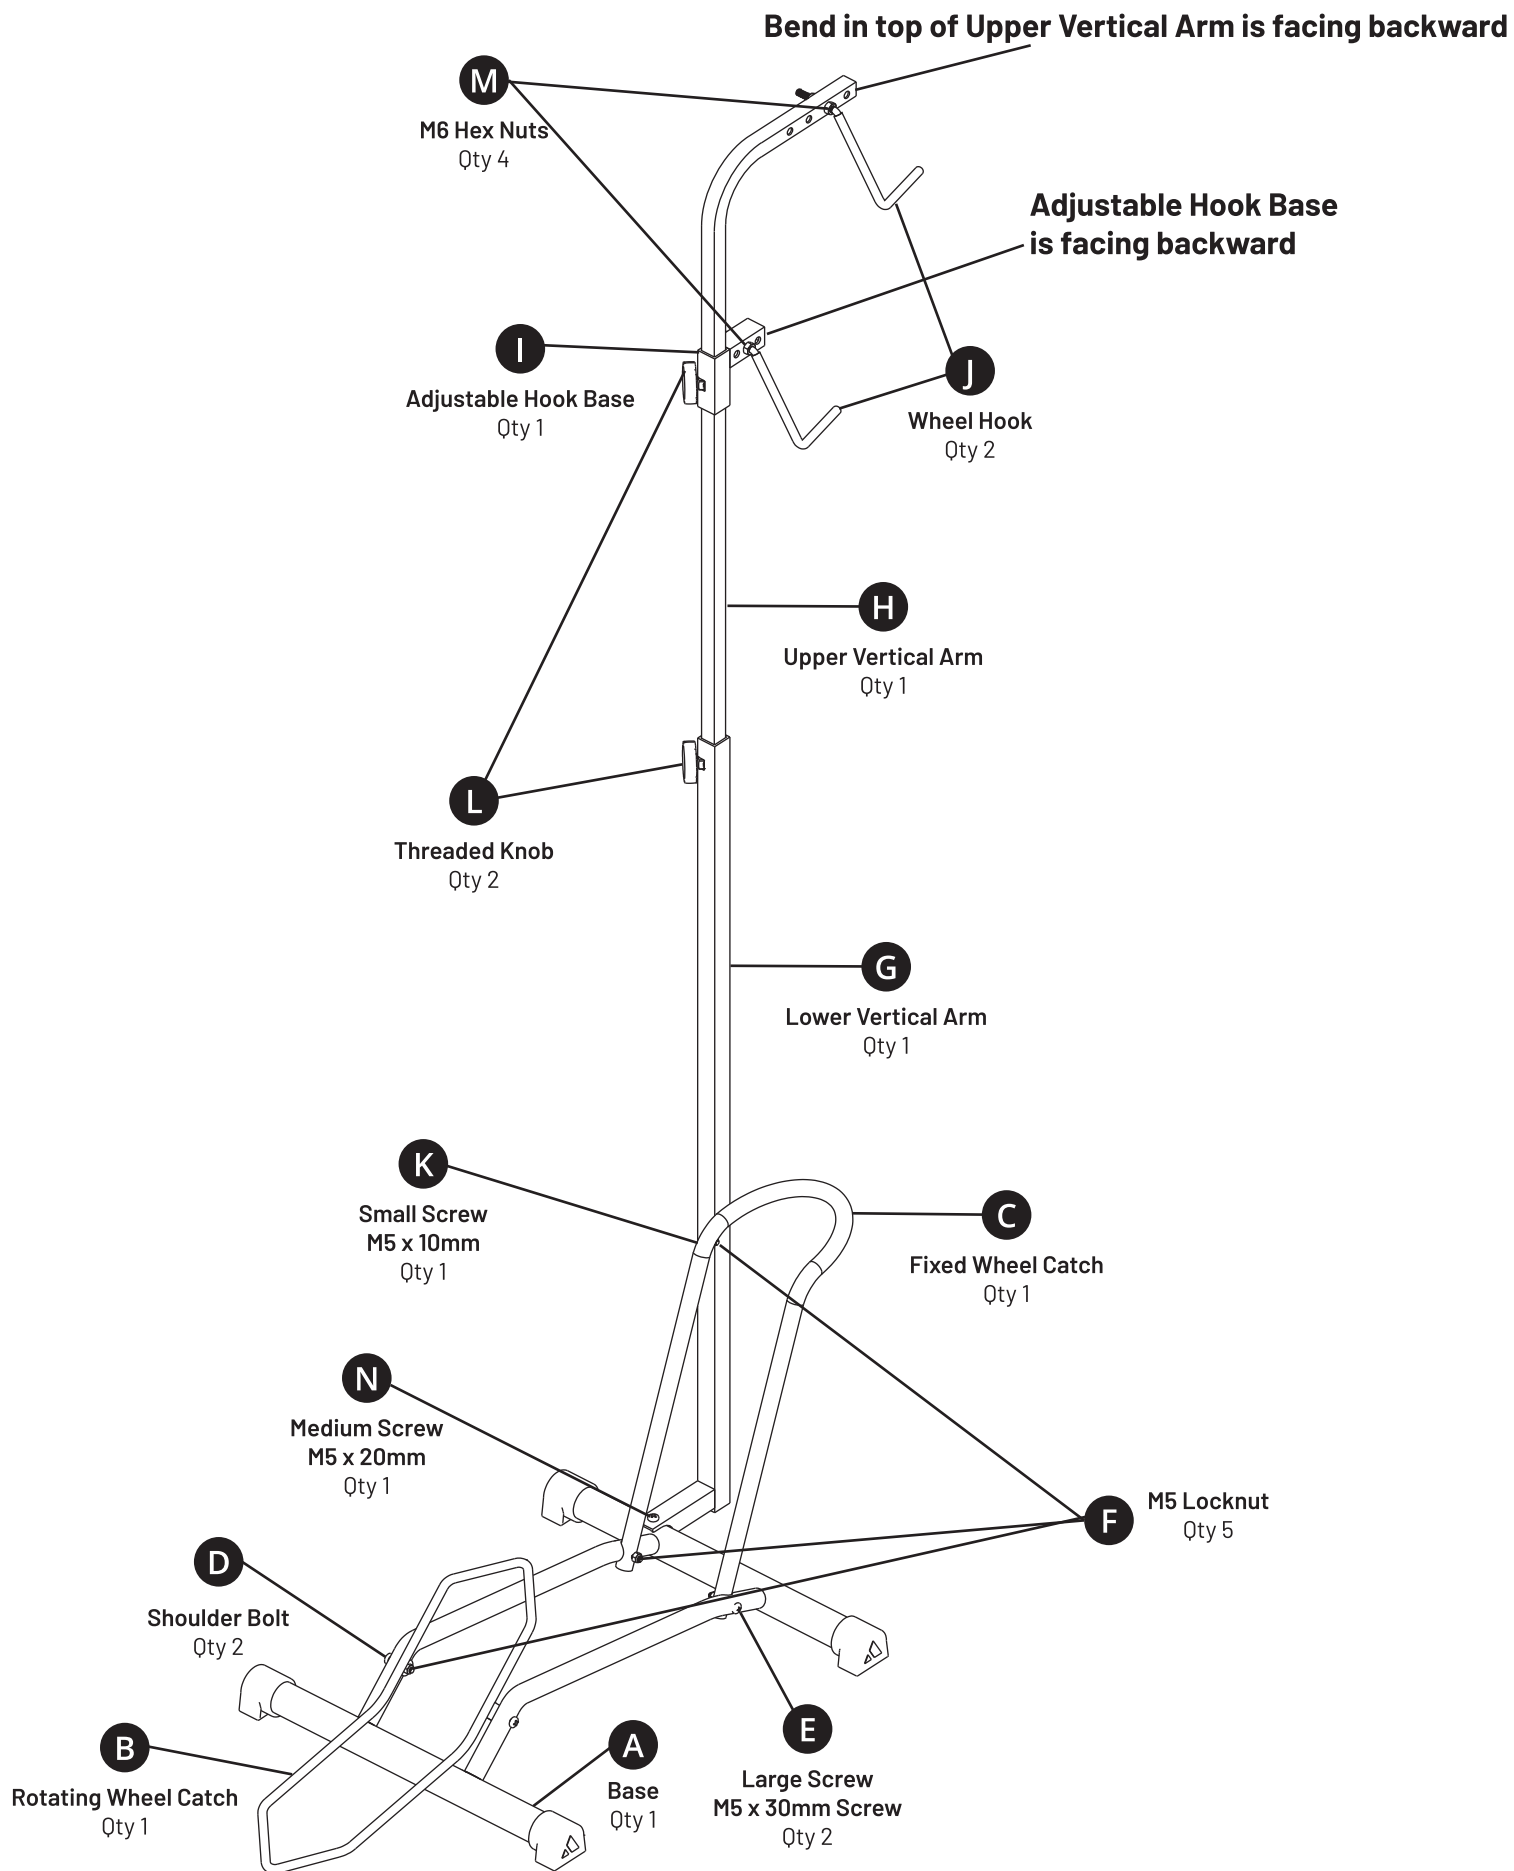 Bend in top of Upper Vertical Arm is facing backward
M
M6 Hex Nuts
Qty 4
Adjustable Hook Base
is facing backward
I
Adjustable Hook Base
Qty 1
J
Wheel Hook
Qty 2
H
Upper Vertical Arm
Qty 1
L
Threaded Knob
Qty 2
G
Lower Vertical Arm
Qty 1
K
Small Screw
M5 x 10mm
Qty 1
C
Fixed Wheel Catch
Qty 1
N
Medium Screw
M5 x 20mm
Qty 1
F
M5 Locknut
Qty 5
D
Shoulder Bolt
Qty 2
B
Rotating Wheel Catch
Qty 1
A
Base
Qty 1
E
Large Screw
M5 x 30mm Screw
Qty 2